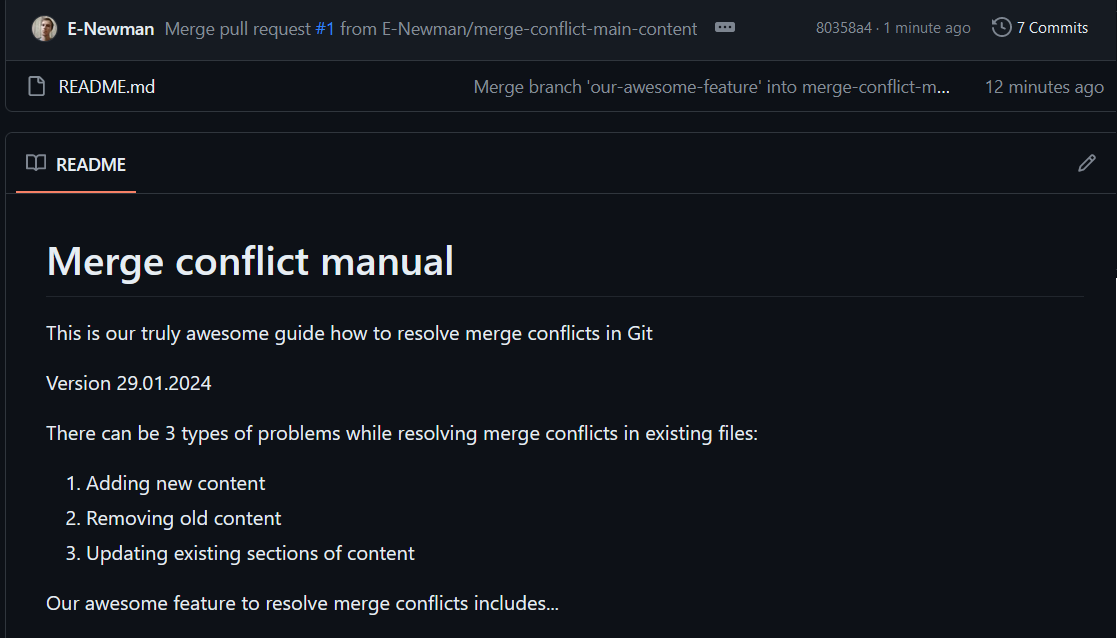 E-Newman Merge pull request #1 from E-Newman/merge-conflict-main-content 80358a4 · 1 minute ago 7 Commits
README.md Merge branch 'our-awesome-feature' into merge-conflict-m... 12 minutes ago
README
Merge conflict manual
This is our truly awesome guide how to resolve merge conflicts in Git
Version 29.01.2024
There can be 3 types of problems while resolving merge conflicts in existing files:
1. Adding new content
2. Removing old content
3. Updating existing sections of content
Our awesome feature to resolve merge conflicts includes...